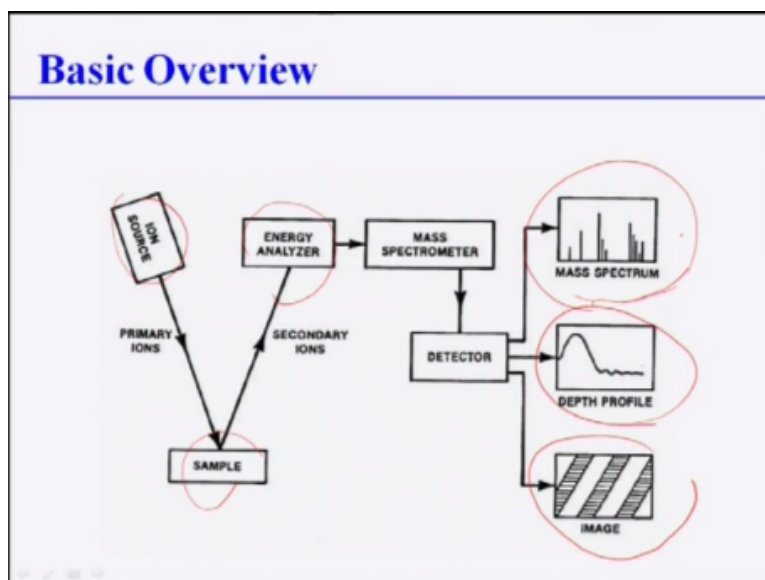 Basic Overview
ION
SOURCE
ENERGY
ANALYZER
MASS
SPECTROMETER
MASS SPECTRUM
PRIMARY
IONS
SECONDARY
IONS
DETECTOR
DEPTH PROFILE
SAMPLE
IMAGE